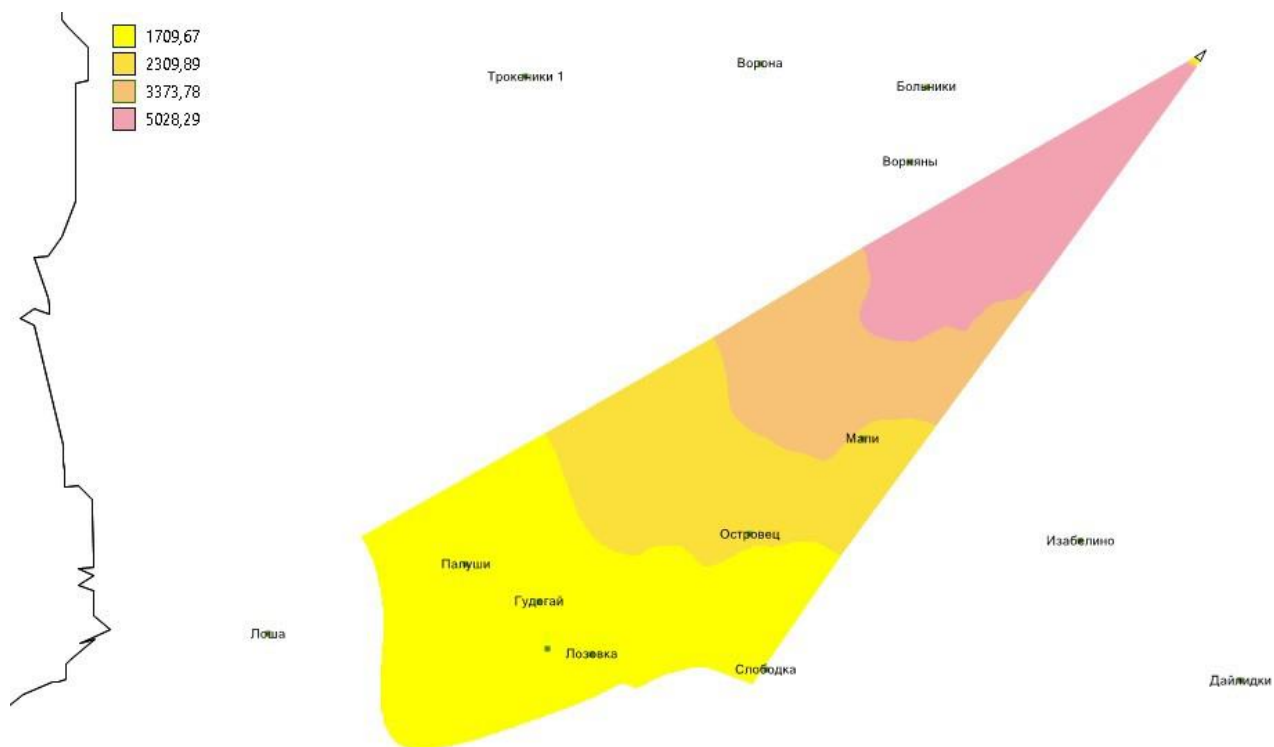 1709,67
2309,89
3373,78
5028,29
Трокеники 1
Ворона
Больники
Ворняны
Мали
Островец
Изабелино
Палуши
Гудогай
Лоша
Лозовка
Слободка
Дайлидки